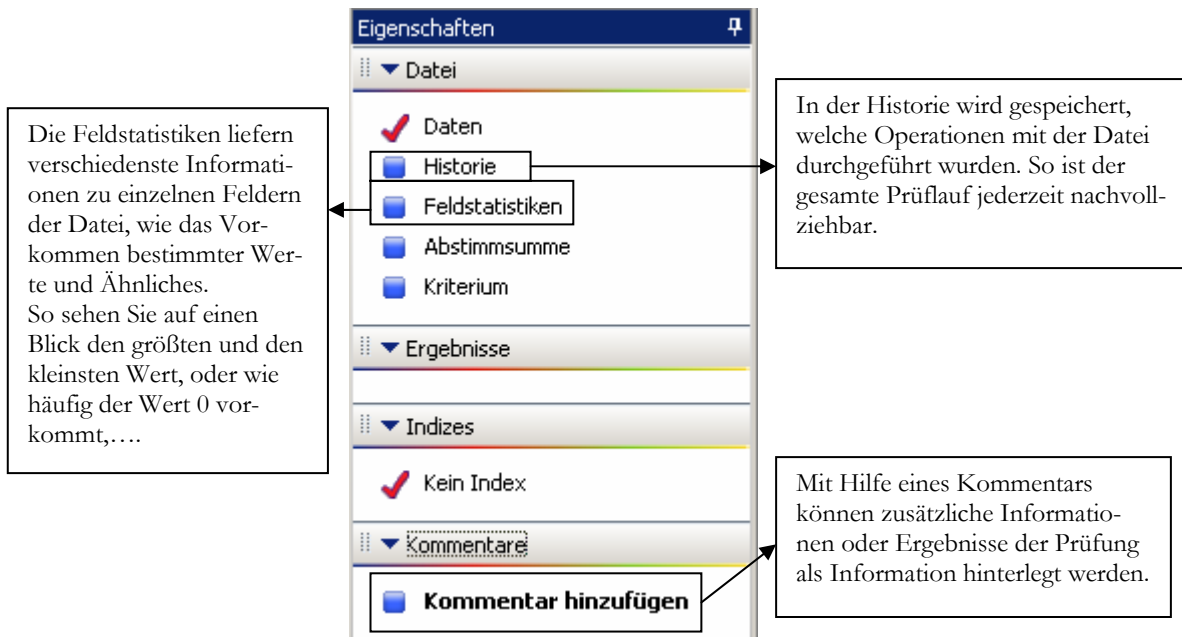 Eigenschaften
Datei
Daten
Historie
Feldstatistiken
Abstimmsumme
Kriterium
Ergebnisse
Indizes
Kein Index
Kommentare
Kommentar hinzufügen
Die Feldstatistiken liefern
verschiedenste Informati-
onen zu einzelnen Feldern
der Datei, wie das Vor-
kommen bestimmter Wer-
te und Ähnliches.
So sehen Sie auf einen
Blick den größten und den
kleinsten Wert, oder wie
häufig der Wert 0 vor-
kommt,….
In der Historie wird gespeichert,
welche Operationen mit der Datei
durchgeführt wurden. So ist der
gesamte Prüflauf jederzeit nachvoll-
ziehbar.
Mit Hilfe eines Kommentars
können zusätzliche Informatio-
nen oder Ergebnisse der Prüfung
als Information hinterlegt werden.